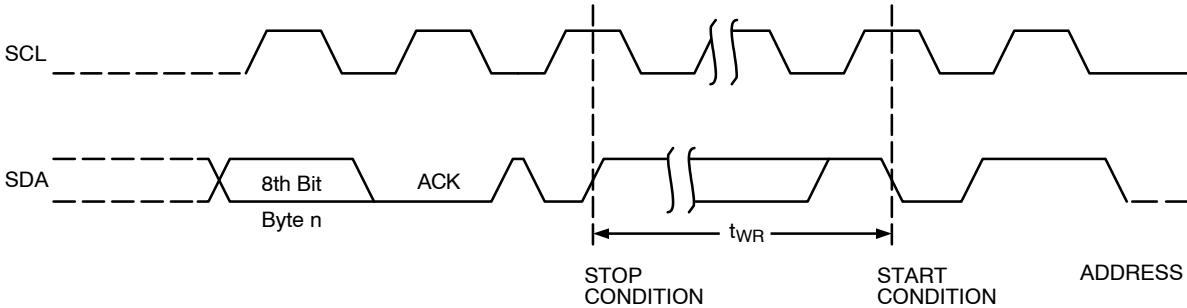 SCL
SDA
8th Bit
Byte n
ACK
tWR
STOP
CONDITION
START
CONDITION
ADDRESS